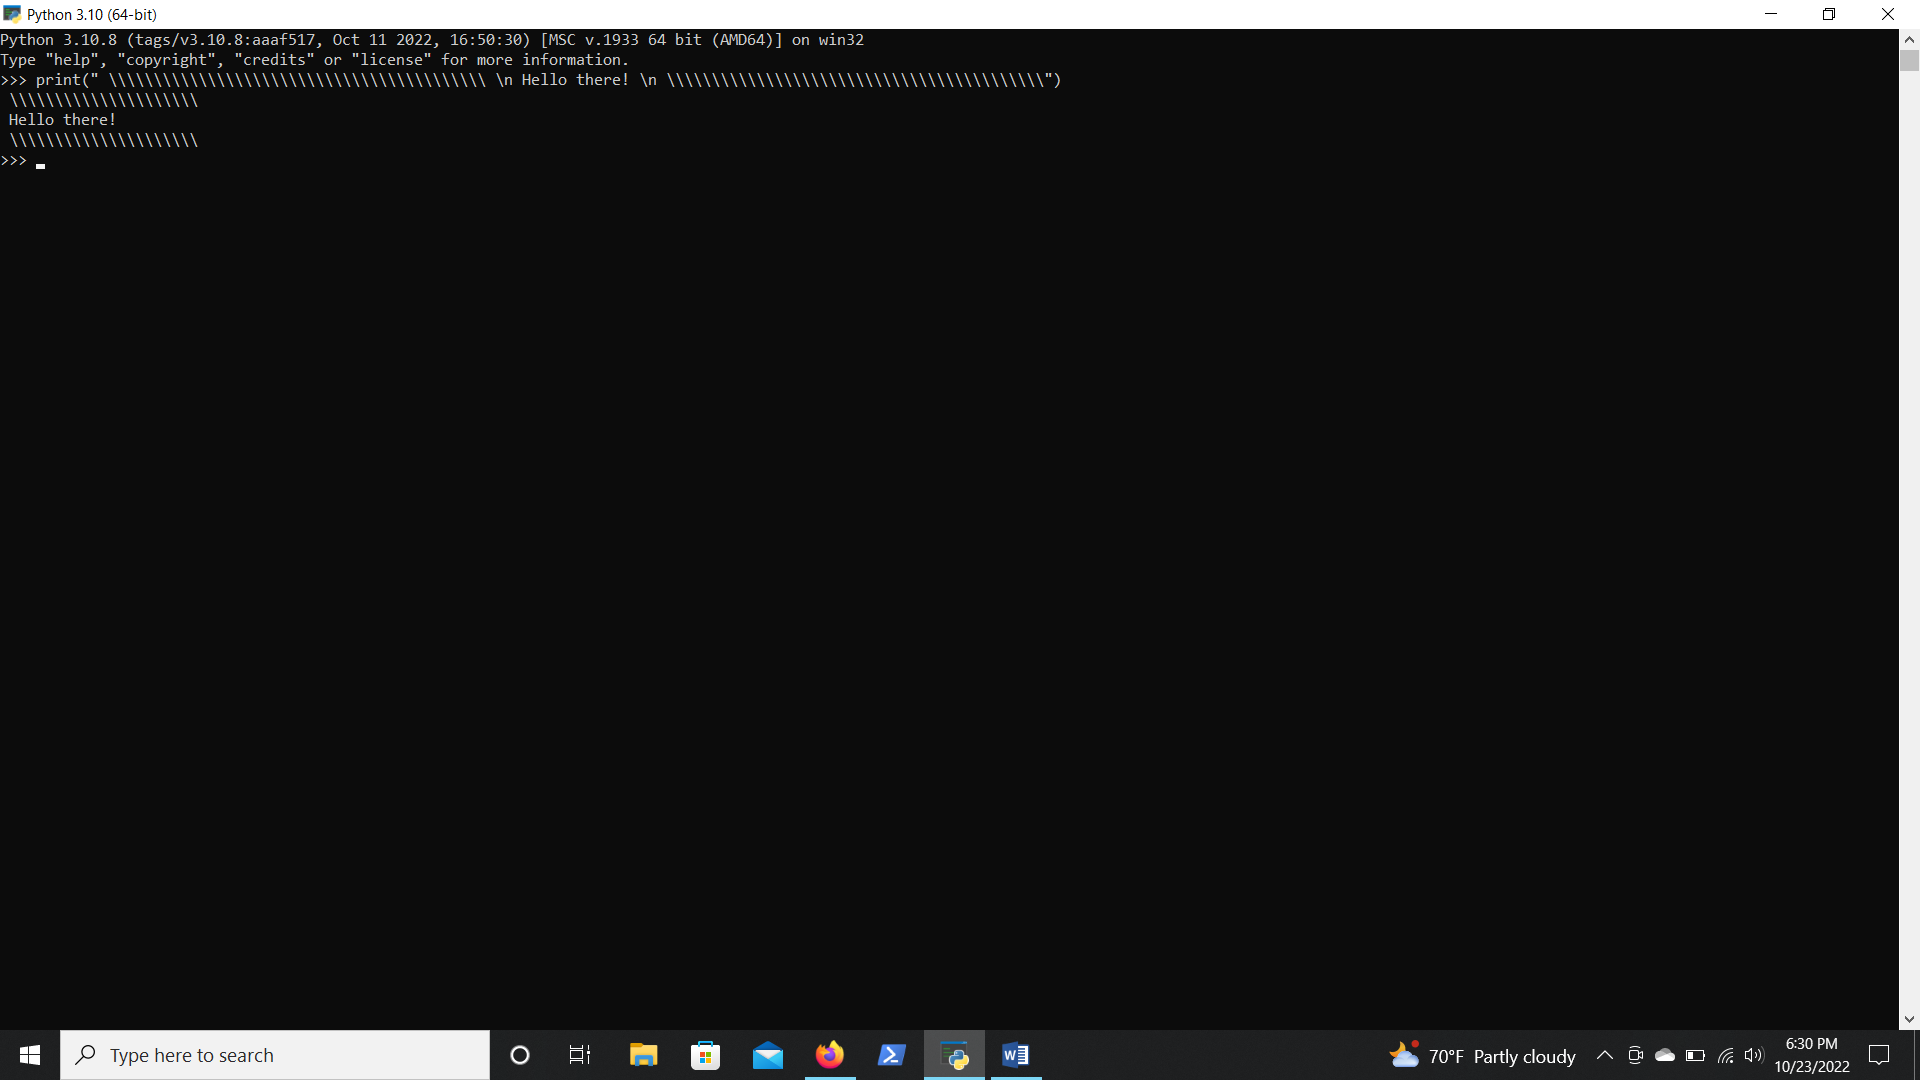 Python 3.10 (64-bit)
Python 3.10.8 (tags/v3.10.8:aaaf517, Oct 11 2022, 16:50:30) [MSC v.1933 64 bit (AMD64)] on win32
Type "help", "copyright", "credits" or "license" for more information.
>>> print(" \\\\\\\\\\\\\\\\\\\\\\\\\\\\\\\\\\\\\\\\\\ \n Hello there! \n \\\\\\\\\\\\\\\\\\\\\\\\\\\\\\\\\\\\\\\\\\")
 \\\\\\\\\\\\\\\\\\\\\
 Hello there!
 \\\\\\\\\\\\\\\\\\\\\
>>>
Type here to search
70°F Partly cloudy
6:30 PM
10/23/2022